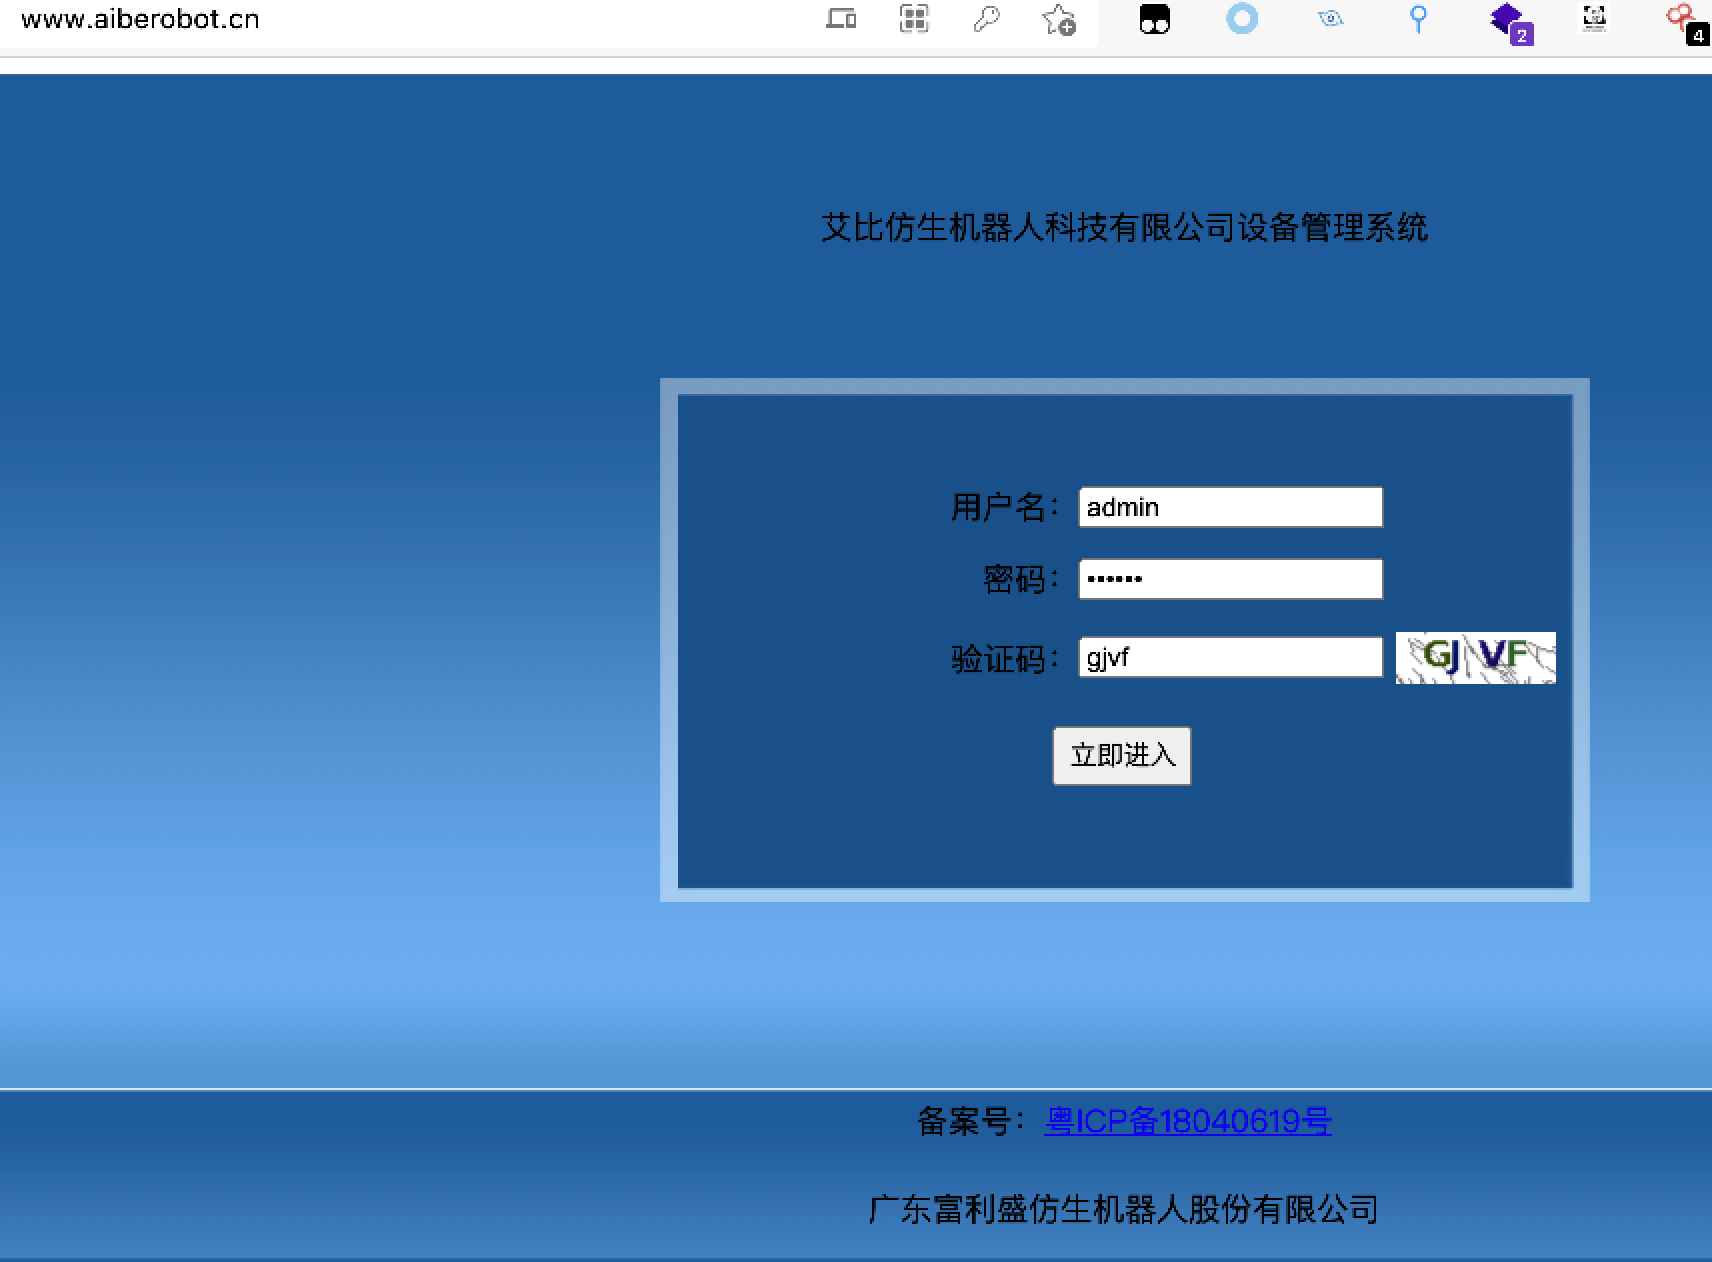 www.aiberobot.cn
2
4
艾比仿生机器人科技有限公司设备管理系统
用户名： admin
密码： ••••••
验证码： gjvf GJVF
立即进入
备案号： 粤ICP备18040619号
广东富利盛仿生机器人股份有限公司